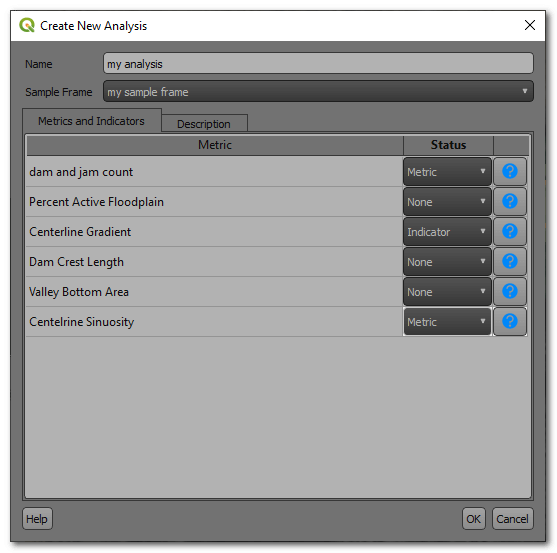 Create New Analysis
Name my analysis
Sample Frame my sample frame
Metrics and Indicators Description
Metric Status
dam and jam count Metric
Percent Active Floodplain None
Centerline Gradient Indicator
Dam Crest Length None
Valley Bottom Area None
Centelrine Sinuosity Metric
Help OK Cancel